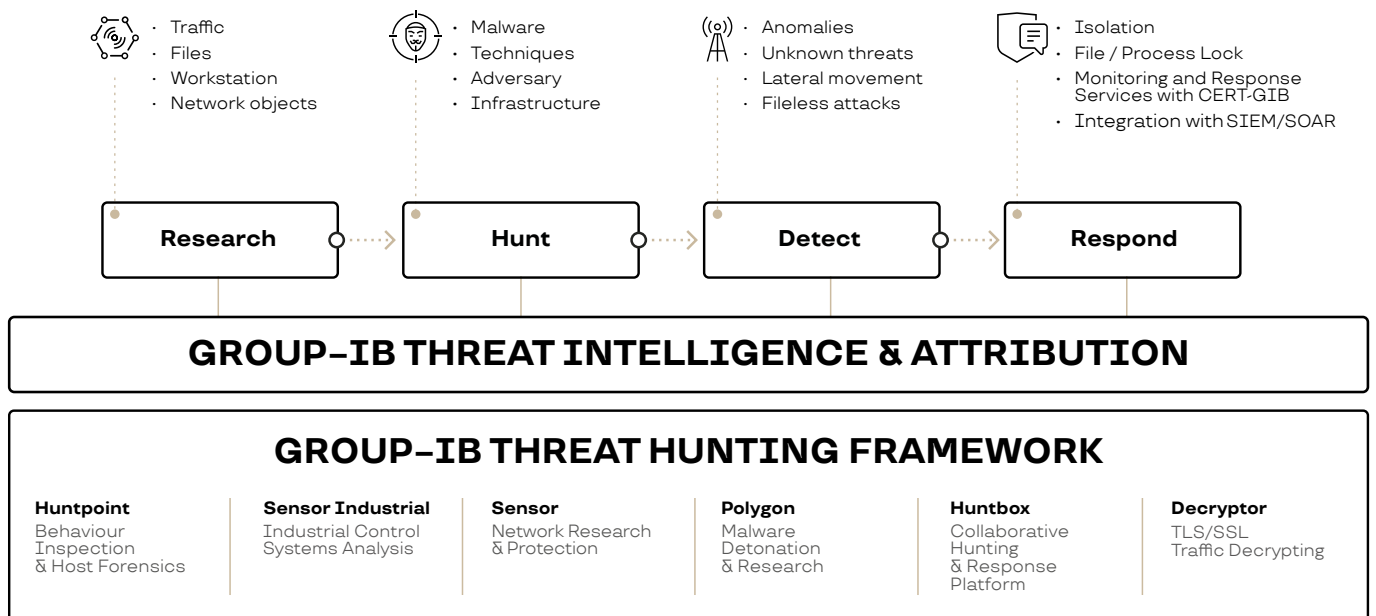 Traffic
Files
Workstation
Network objects
Malware
Techniques
Adversary
Infrastructure
Anomalies
Unknown threats
Lateral movement
Fileless attacks
Isolation
File / Process Lock
Monitoring and Response
Services with CERT-GIB
Integration with SIEM/SOAR
Research
Hunt
Detect
Respond
GROUP–IB THREAT INTELLIGENCE & ATTRIBUTION
GROUP–IB THREAT HUNTING FRAMEWORK
Huntpoint
Behaviour
Inspection
& Host Forensics
Sensor Industrial
Industrial Control
Systems Analysis
Sensor
Network Research
& Protection
Polygon
Malware
Detonation
& Research
Huntbox
Collaborative
Hunting
& Response
Platform
Decryptor
TLS/SSL
Traffic Decrypting